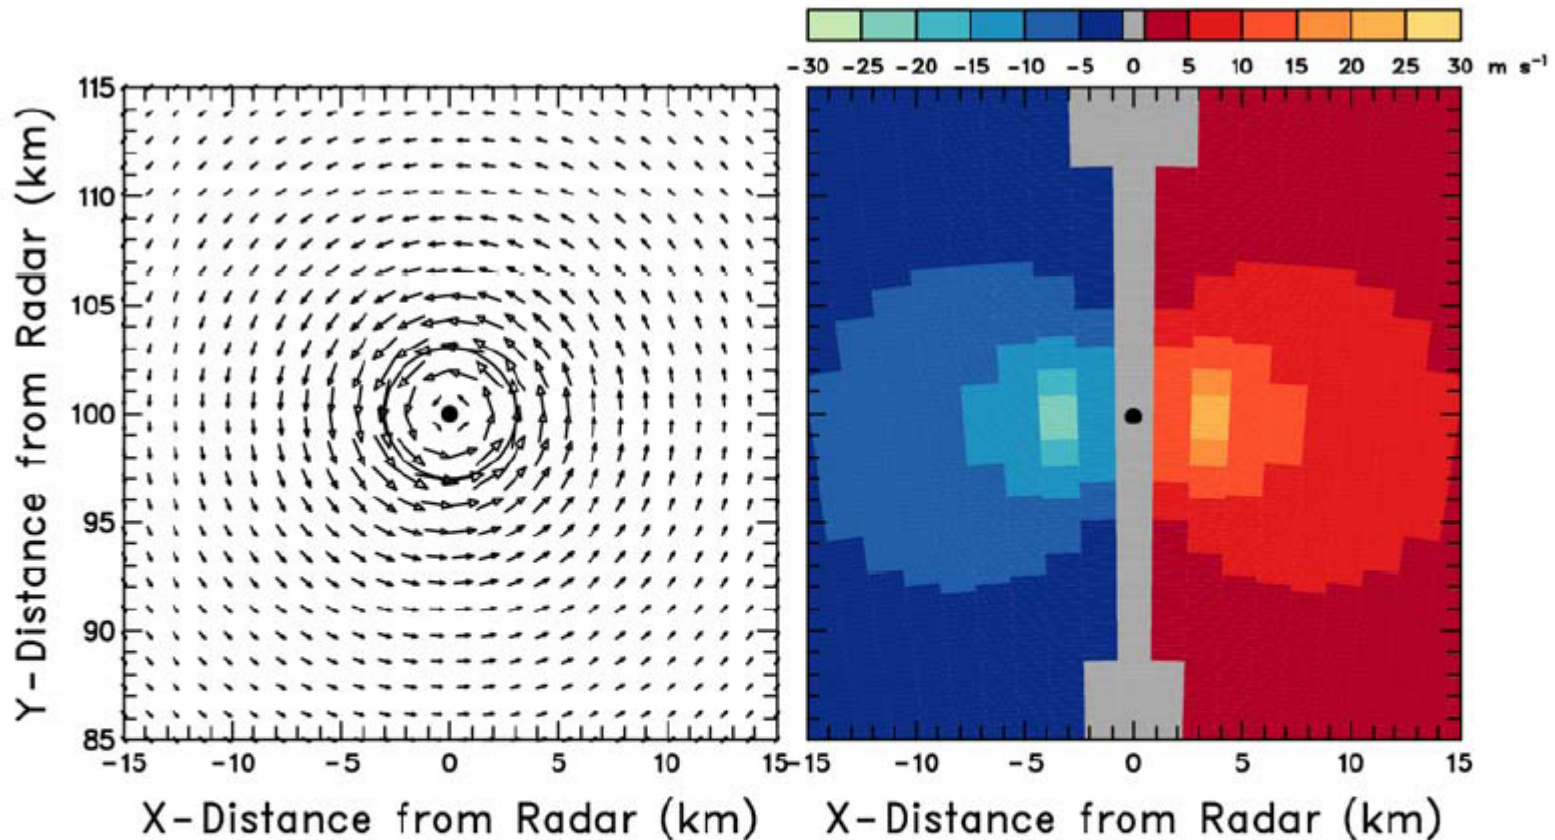 -30 -25 -20 -15 -10 -5 0 5 10 15 20 25 30 m s⁻¹
115
110
105
100
95
90
85
Y-Distance from Radar (km)
-15 -10 -5 0 5 10 15
-15 -10 -5 0 5 10 15
X-Distance from Radar (km)
X-Distance from Radar (km)